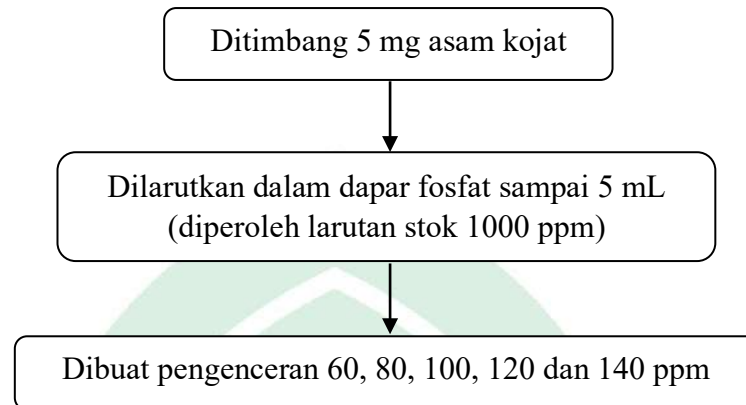 Ditimbang 5 mg asam kojat
Dilarutkan dalam dapar fosfat sampai 5 mL
(diperoleh larutan stok 1000 ppm)
Dibuat pengenceran 60, 80, 100, 120 dan 140 ppm